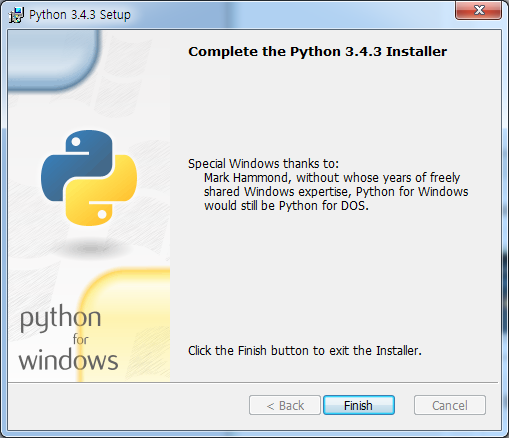 Python 3.4.3 Setup
Complete the Python 3.4.3 Installer
Special Windows thanks to:
Mark Hammond, without whose years of freely
shared Windows expertise, Python for Windows
would still be Python for DOS.
python
for
windows
Click the Finish button to exit the Installer.
< Back
Finish
Cancel